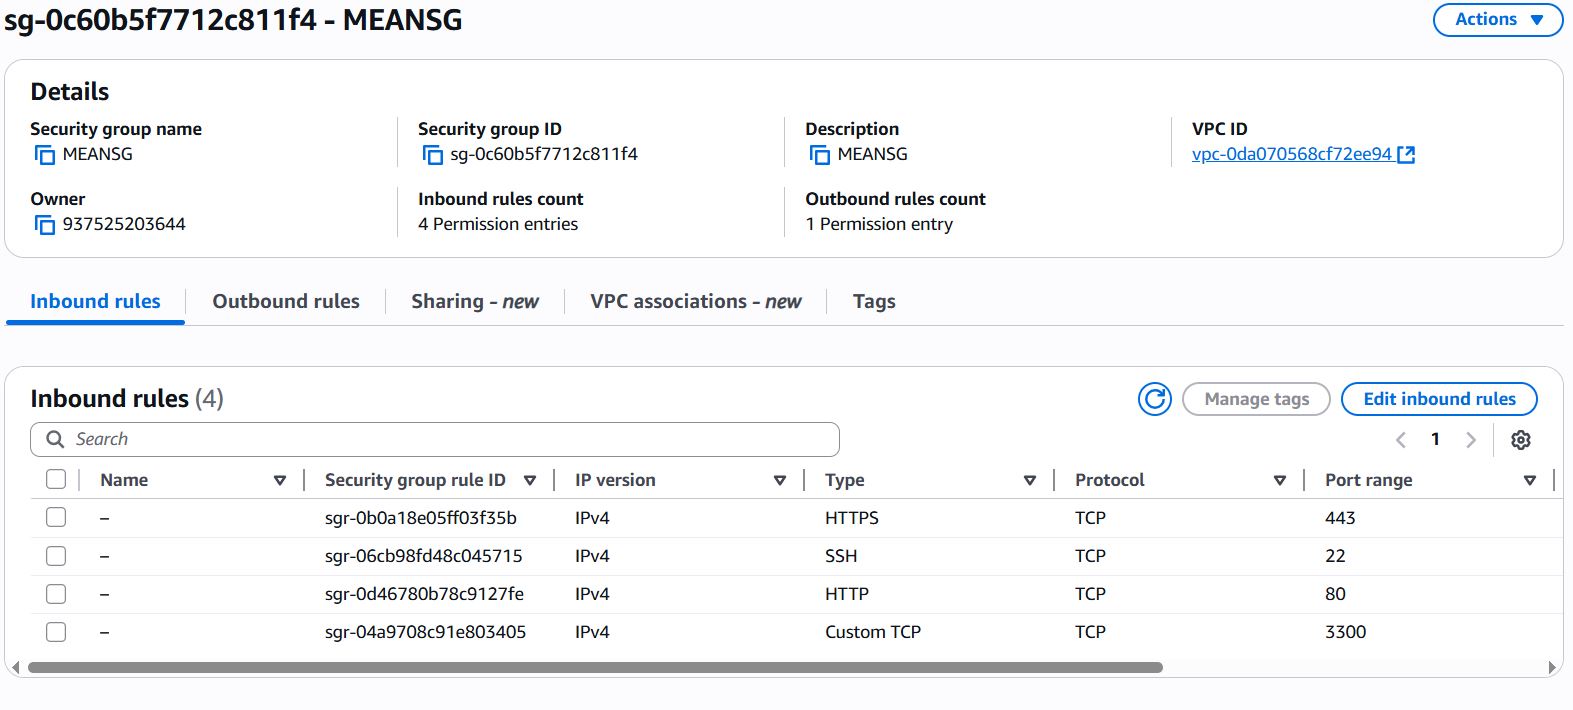 sg-0c60b5f7712c811f4 - MEANSG
Actions
Details
Security group name
MEANSG
Security group ID
sg-0c60b5f7712c811f4
Description
MEANSG
VPC ID
vpc-0da070568cf72ee94
Owner
937525203644
Inbound rules count
4 Permission entries
Outbound rules count
1 Permission entry
Inbound rules Outbound rules Sharing - new VPC associations - new Tags
Inbound rules (4)
Manage tags Edit inbound rules
Search
1
Name Security group rule ID IP version Type Protocol Port range
– sgr-0b0a18e05ff03f35b IPv4 HTTPS TCP 443
– sgr-06cb98fd48c045715 IPv4 SSH TCP 22
– sgr-0d46780b78c9127fe IPv4 HTTP TCP 80
– sgr-04a9708c91e803405 IPv4 Custom TCP TCP 3300